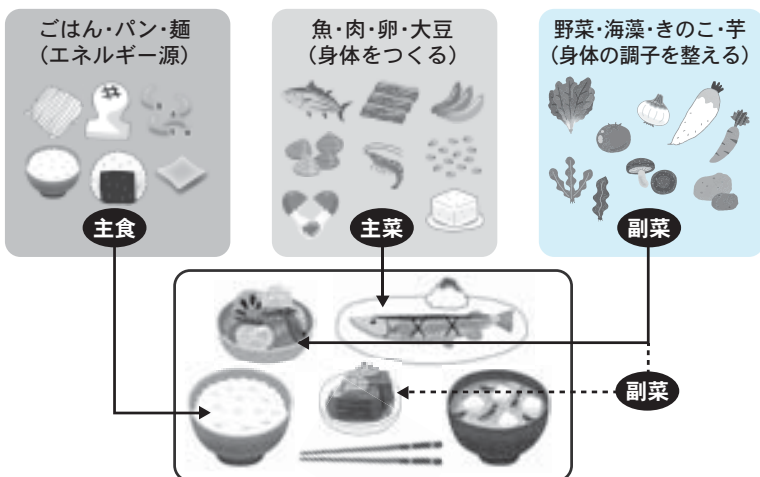 ごはん・パン・麺
（エネルギー源）
主食
魚・肉・卵・大豆
（身体をつくる）
主菜
野菜・海藻・きのこ・芋
（身体の調子を整える）
副菜
副菜